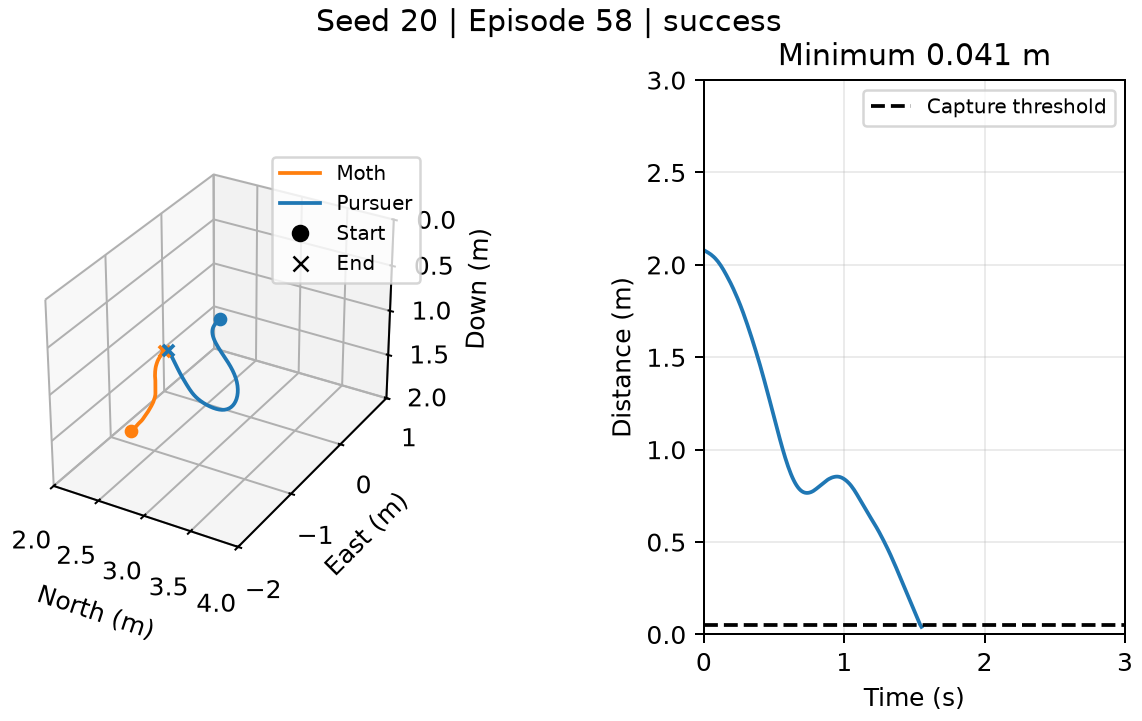 Seed 20 | Episode 58 | success
Moth
Pursuer
Start
End
0.0
0.5
1.0
1.5
2.0
Down (m)
1
0
−1
−2
East (m)
2.0
2.5
3.0
3.5
4.0
North (m)
Minimum 0.041 m
Capture threshold
3.0
2.5
2.0
1.5
1.0
0.5
0.0
Distance (m)
0
1
2
3
Time (s)